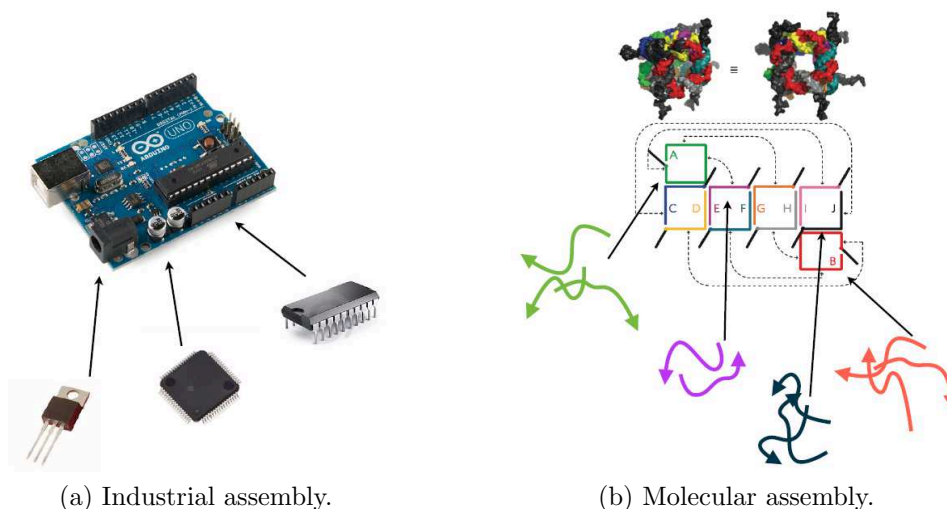 UNO
ARDUINO
≡
A
C D E F G H I J
B
(a) Industrial assembly.
(b) Molecular assembly.